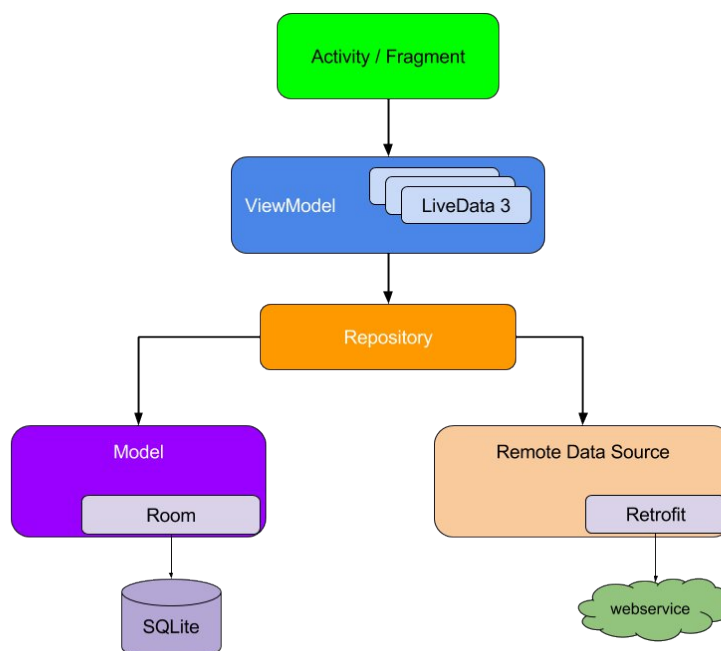 Activity / Fragment
ViewModel
LiveData 3
Repository
Model
Remote Data Source
Room
Retrofit
SQLite
webservice